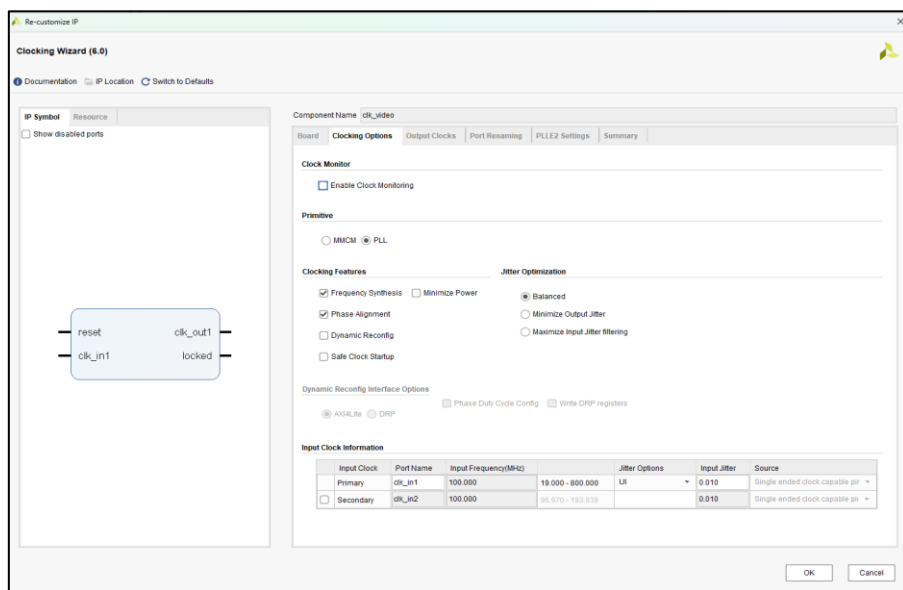 Re-customize IP
Clocking Wizard (6.0)
Documentation IP Location Switch to Defaults
IP Symbol Resource
Show disabled ports
reset clk_out1
clk_in1 locked
Component Name clk_video
Board Clocking Options Output Clocks Port Renaming PLLE2 Settings Summary
Clock Monitor
Enable Clock Monitoring
Primitive
MMCM PLL
Clocking Features Jitter Optimization
Frequency Synthesis Minimize Power Balanced
Phase Alignment Minimize Output Jitter
Dynamic Reconfig Maximize Input Jitter filtering
Safe Clock Startup
Dynamic Reconfig Interface Options
Phase Duty Cycle Config Write DRP registers
AXI4Lite DRP
Input Clock Information
Input Clock Port Name Input Frequency(MHz) Jitter Options Input Jitter Source
Primary clk_in1 100.000 19.000 - 800.000 UI 0.010 Single ended clock capable pin
Secondary clk_in2 100.000 0.010 Single ended clock capable pin
OK Cancel